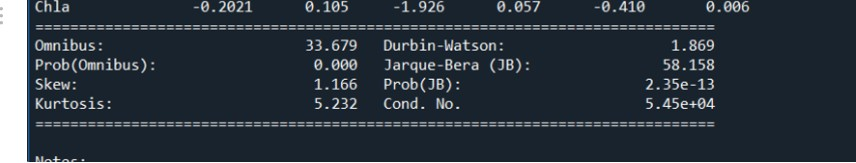 Chla -0.2021 0.105 -1.926 0.057 -0.410 0.006
==============================================================================
Omnibus: 33.679 Durbin-Watson: 1.869
Prob(Omnibus): 0.000 Jarque-Bera (JB): 58.158
Skew: 1.166 Prob(JB): 2.35e-13
Kurtosis: 5.232 Cond. No. 5.45e+04
==============================================================================
Notes: